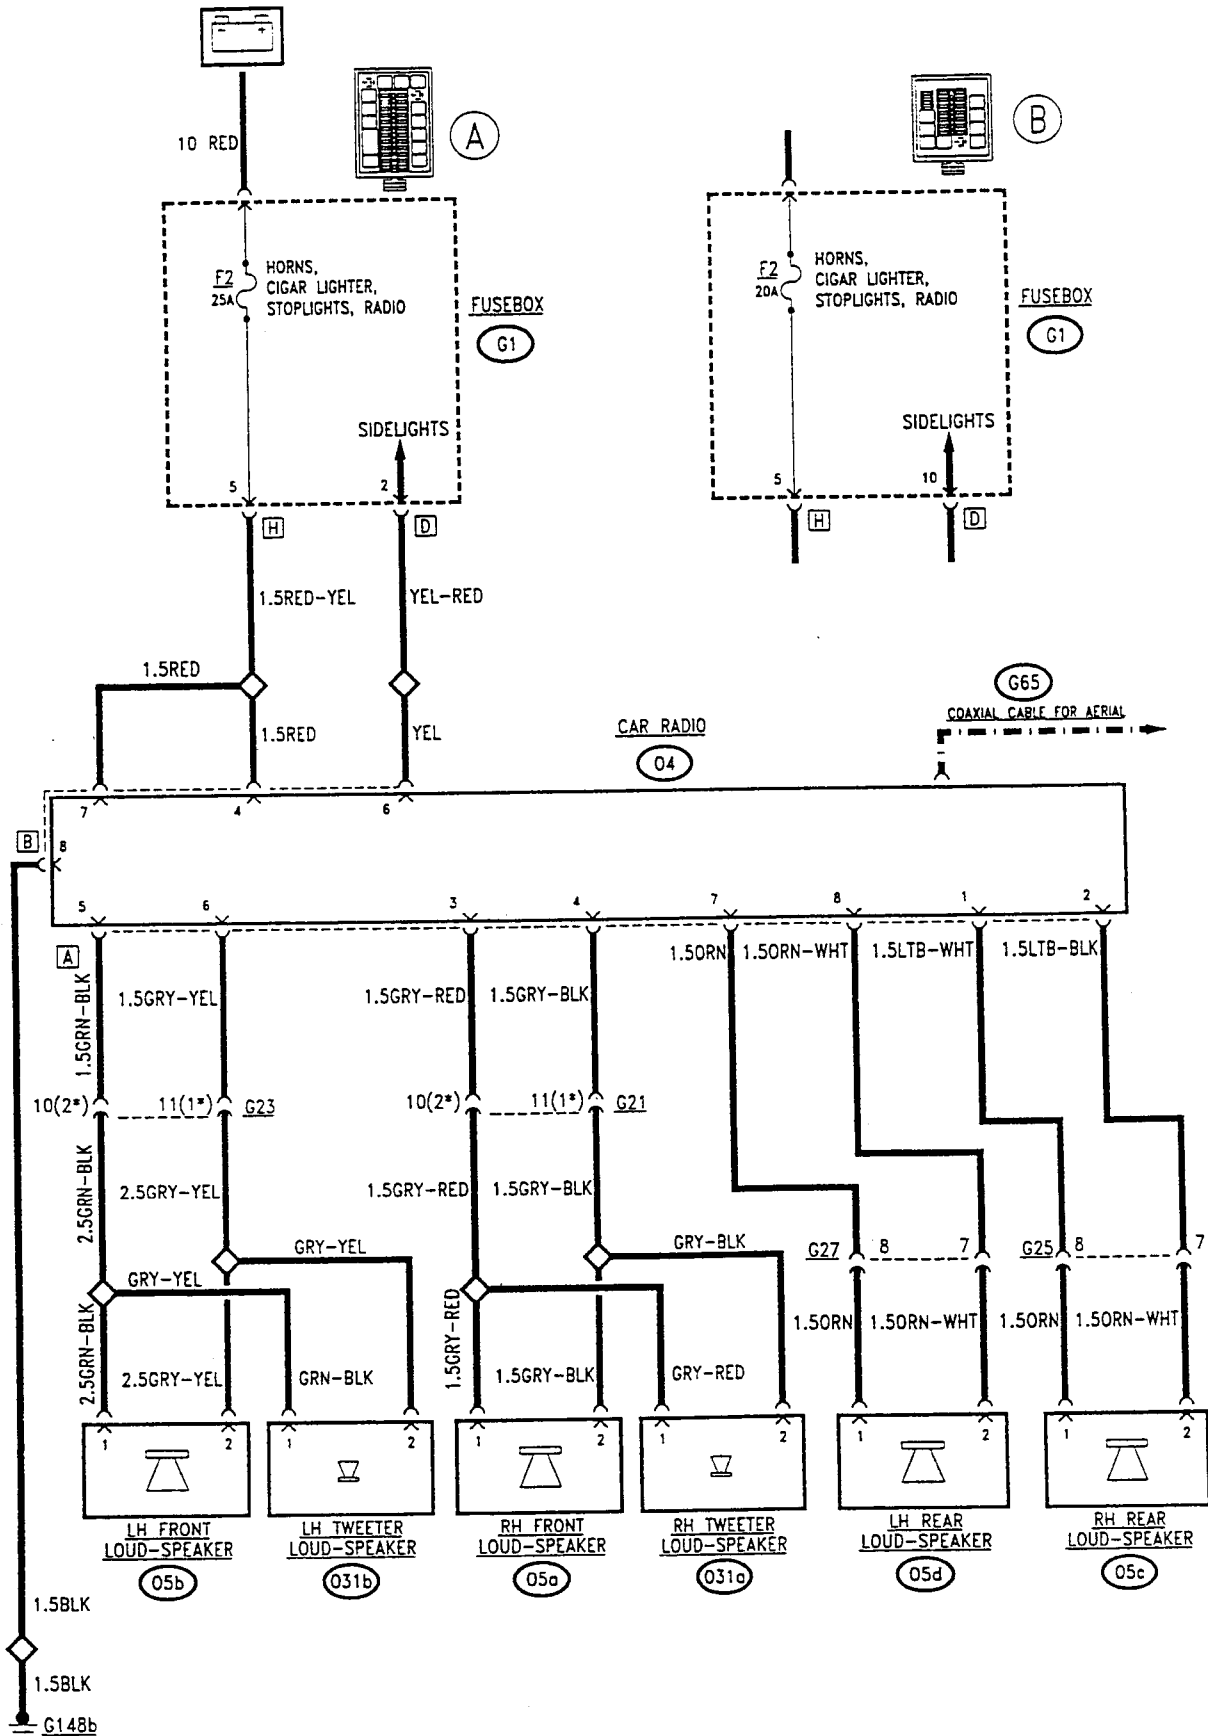 - +
10 RED
A
B
F2
25A
HORNS,
CIGAR LIGHTER,
STOPLIGHTS, RADIO
FUSEBOX
G1
F2
20A
HORNS,
CIGAR LIGHTER,
STOPLIGHTS, RADIO
FUSEBOX
G1
SIDELIGHTS
SIDELIGHTS
5
2
5
10
H
D
H
D
1.5RED-YEL
YEL-RED
1.5RED
1.5RED
YEL
G65
COAXIAL CABLE FOR AERIAL
CAR RADIO
04
7
4
6
B
8
5
6
3
4
7
8
1
2
A
1.5GRN-BLK
1.5GRY-YEL
1.5GRY-RED
1.5GRY-BLK
1.5ORN
1.5ORN-WHT
1.5LTB-WHT
1.5LTB-BLK
10(2*)
11(1*)
G23
10(2*)
11(1*)
G21
2.5GRN-BLK
2.5GRY-YEL
1.5GRY-RED
1.5GRY-BLK
GRY-YEL
GRY-YEL
GRY-BLK
G27
8
7
G25
8
7
2.5GRN-BLK
2.5GRY-YEL
GRN-BLK
1.5GRY-RED
1.5GRY-BLK
GRY-RED
1.5ORN
1.5ORN-WHT
1.5ORN
1.5ORN-WHT
1
2
1
2
1
2
1
2
1
2
1
2
LH FRONT
LOUD-SPEAKER
05b
LH TWEETER
LOUD-SPEAKER
031b
RH FRONT
LOUD-SPEAKER
05a
RH TWEETER
LOUD-SPEAKER
031a
LH REAR
LOUD-SPEAKER
05d
RH REAR
LOUD-SPEAKER
05c
1.5BLK
1.5BLK
G148b